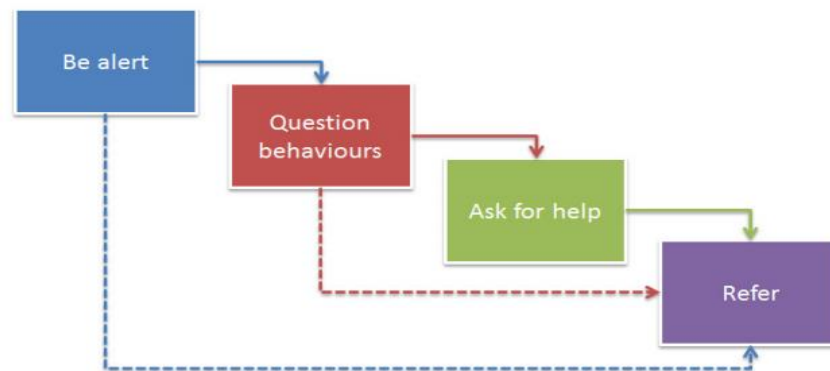 Be alert
Question
behaviours
Ask for help
Refer